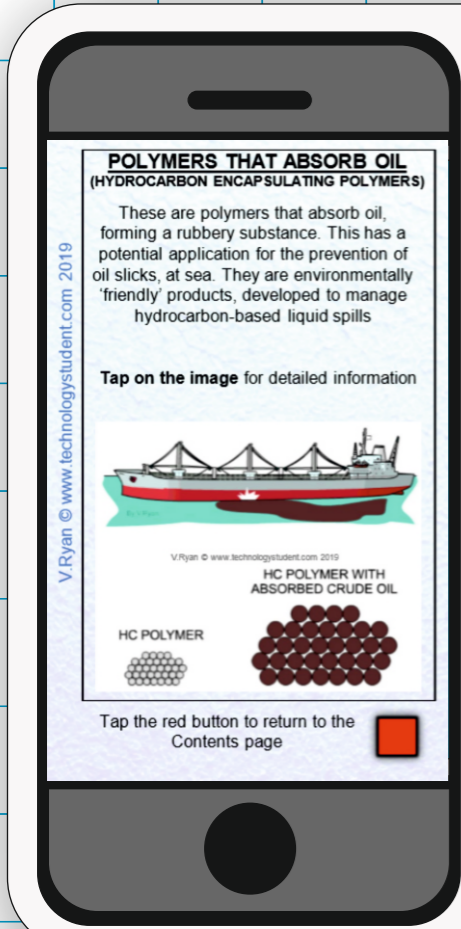 POLYMERS THAT ABSORB OIL
(HYDROCARBON ENCAPSULATING POLYMERS)
These are polymers that absorb oil,
forming a rubbery substance. This has a
potential application for the prevention of
oil slicks, at sea. They are environmentally
‘friendly’ products, developed to manage
hydrocarbon-based liquid spills
Tap on the image for detailed information
V.Ryan © www.technologystudent.com 2019
HC POLYMER WITH
ABSORBED CRUDE OIL
HC POLYMER
Tap the red button to return to the
Contents page
V.Ryan © www.technologystudent.com 2019